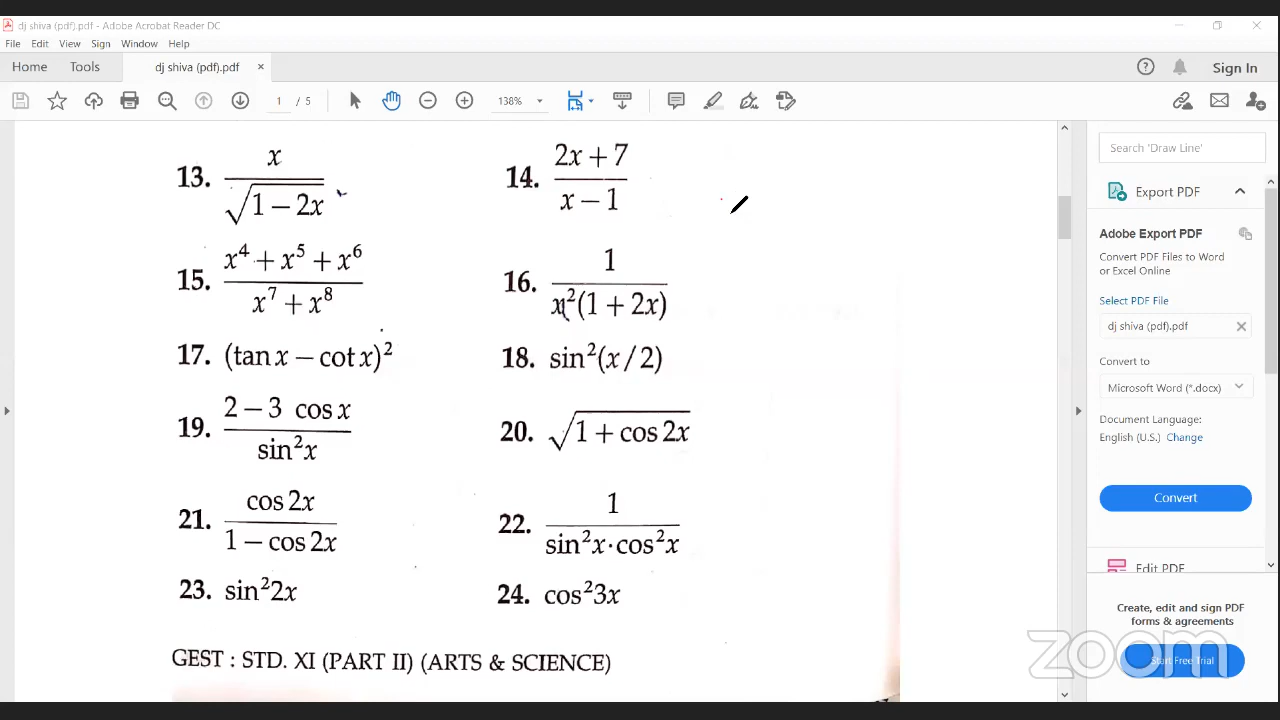 dj shiva (pdf).pdf - Adobe Acrobat Reader DC
File Edit View Sign Window Help
Home Tools dj shiva (pdf).pdf × Sign In
1 / 5 138%
13. x / √(1 − 2x)
14. (2x + 7) / (x − 1)
15. (x⁴ + x⁵ + x⁶) / (x⁷ + x⁸)
16. 1 / x²(1 + 2x)
17. (tan x − cot x)²
18. sin²(x / 2)
19. (2 − 3 cos x) / sin²x
20. √(1 + cos 2x)
21. cos 2x / (1 − cos 2x)
22. 1 / (sin²x · cos²x)
23. sin²2x
24. cos²3x
GEST : STD. XI (PART II) (ARTS & SCIENCE)
Search 'Draw Line'
Export PDF
Adobe Export PDF
Convert PDF Files to Word
or Excel Online
Select PDF File
dj shiva (pdf).pdf
Convert to
Microsoft Word (*.docx)
Document Language:
English (U.S.) Change
Convert
Edit PDF
Create, edit and sign PDF
forms & agreements
Start Free Trial
zoom